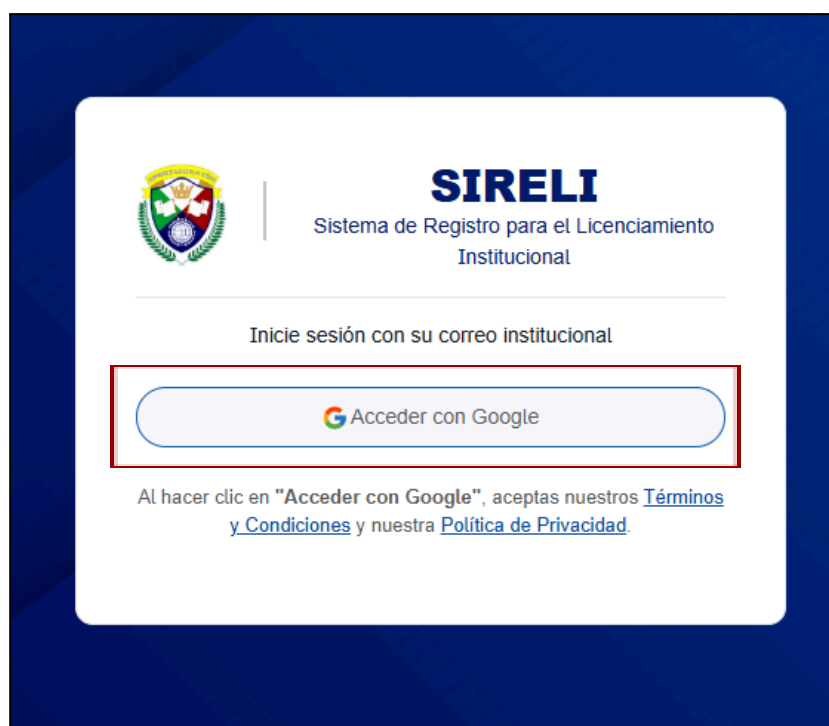 SIRELI
Sistema de Registro para el Licenciamiento
Institucional
Inicie sesión con su correo institucional
Acceder con Google
Al hacer clic en "Acceder con Google", aceptas nuestros Términos
y Condiciones y nuestra Política de Privacidad.